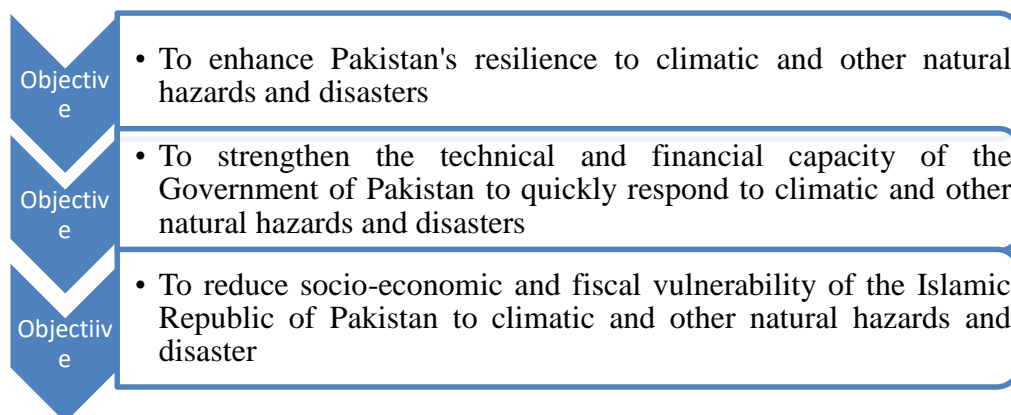 Objectiv
e
• To enhance Pakistan's resilience to climatic and other natural
hazards and disasters
Objectiv
e
• To strengthen the technical and financial capacity of the
Government of Pakistan to quickly respond to climatic and other
natural hazards and disasters
Objectiiv
e
• To reduce socio-economic and fiscal vulnerability of the Islamic
Republic of Pakistan to climatic and other natural hazards and
disaster